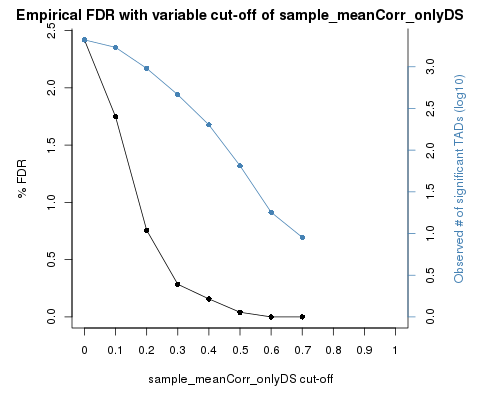 Empirical FDR with variable cut-off of sample_meanCorr_onlyDS
2.5
2.0
1.5
1.0
0.5
0.0
% FDR
3.0
2.5
2.0
1.5
1.0
0.5
0.0
Observed # of significant TADs (log10)
0 0.1 0.2 0.3 0.4 0.5 0.6 0.7 0.8 0.9 1
sample_meanCorr_onlyDS cut-off